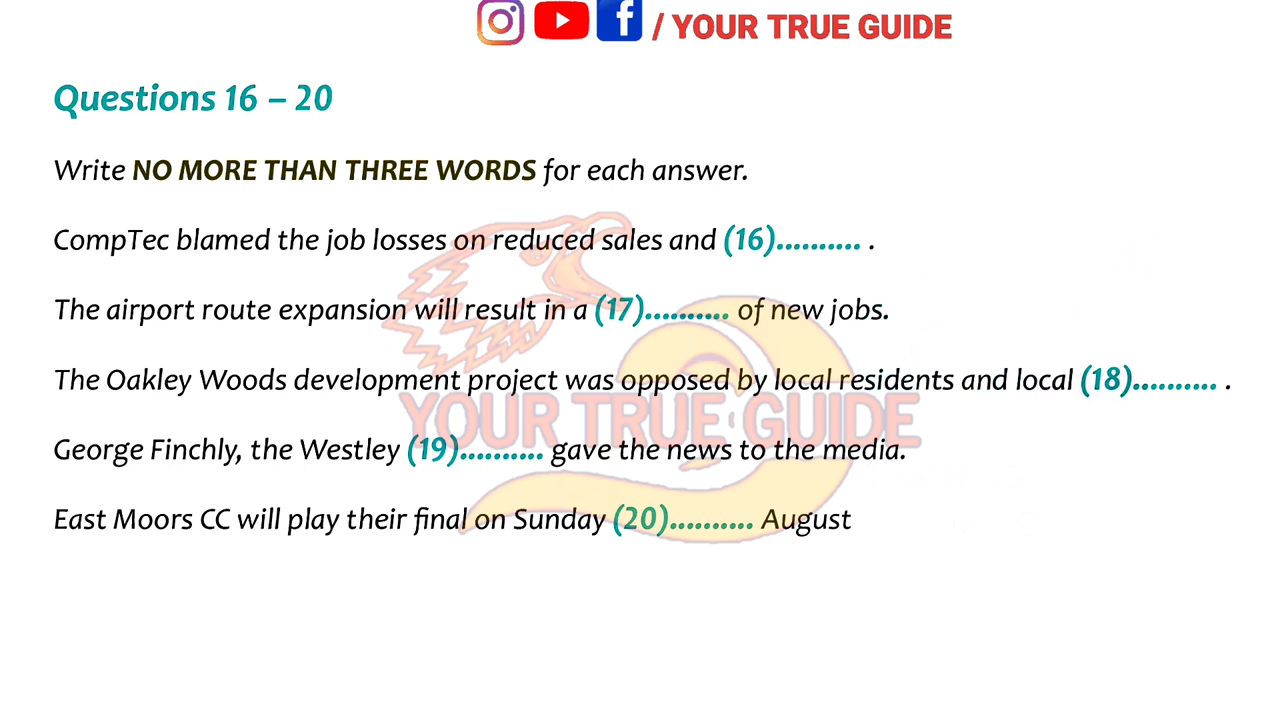 / YOUR TRUE GUIDE
Questions 16 – 20
Write NO MORE THAN THREE WORDS for each answer.
CompTec blamed the job losses on reduced sales and (16).......... .
The airport route expansion will result in a (17).......... of new jobs.
The Oakley Woods development project was opposed by local residents and local (18).......... .
YOUR TRUE GUIDE
George Finchly, the Westley (19).......... gave the news to the media.
East Moors CC will play their final on Sunday (20).......... August